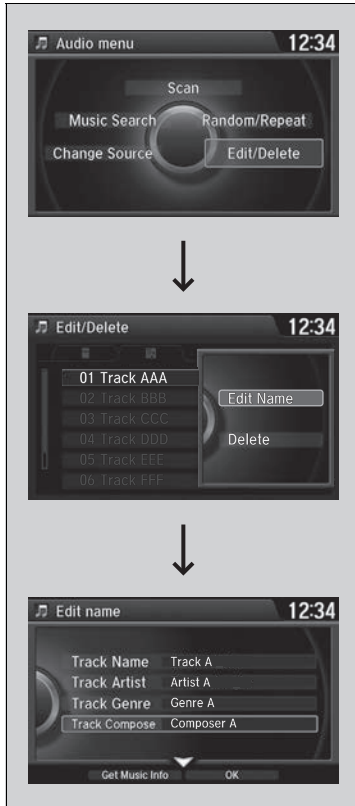 Audio menu 12:34
Scan
Music Search Random/Repeat
Change Source Edit/Delete
Edit/Delete 12:34
01 Track AAA
02 Track BBB
Edit Name
03 Track CCC
04 Track DDD
Delete
05 Track EEE
06 Track FFF
Edit name 12:34
Track Name Track A
Track Artist Artist A
Track Genre Genre A
Track Compose Composer A
Get Music Info OK